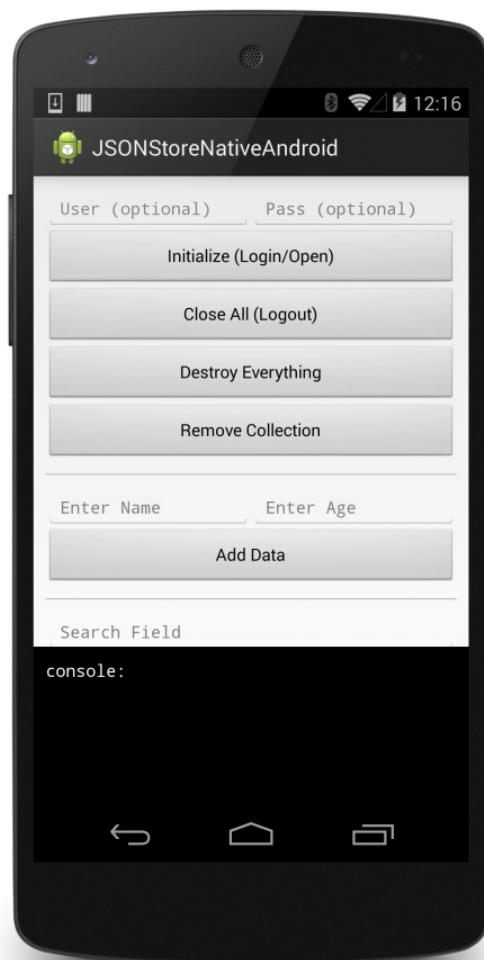 12:16
JSONStoreNativeAndroid
User (optional) Pass (optional)
Initialize (Login/Open)
Close All (Logout)
Destroy Everything
Remove Collection
Enter Name Enter Age
Add Data
Search Field
console: